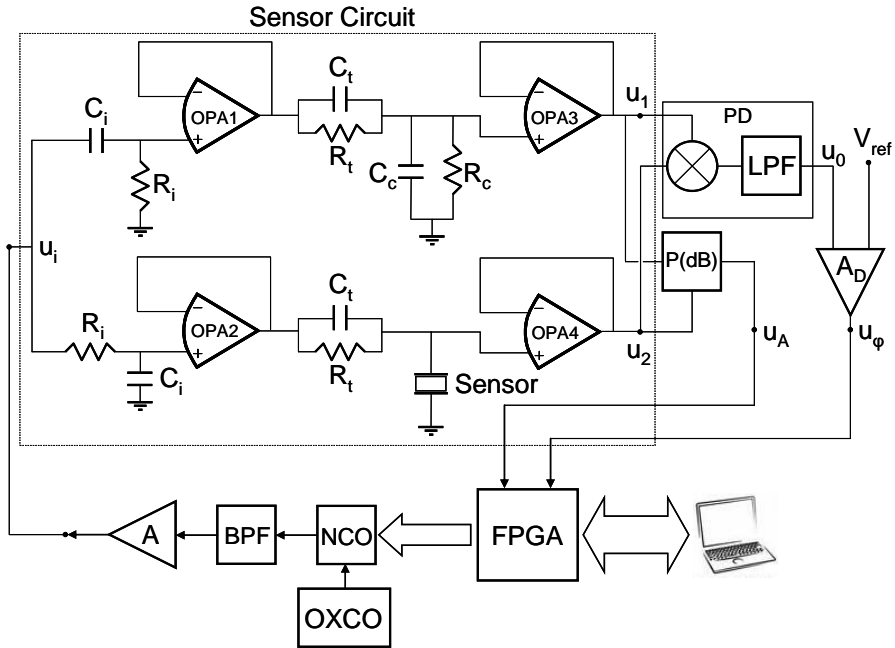 Sensor Circuit
C_i
R_i
−
+
OPA1
C_t
R_t
C_c
R_c
−
+
OPA3
u_1
PD
LPF
u_0
V_ref
u_i
R_i
C_i
−
+
OPA2
C_t
R_t
Sensor
−
+
OPA4
u_2
P(dB)
u_A
A_D
u_φ
A
BPF
NCO
OXCO
FPGA